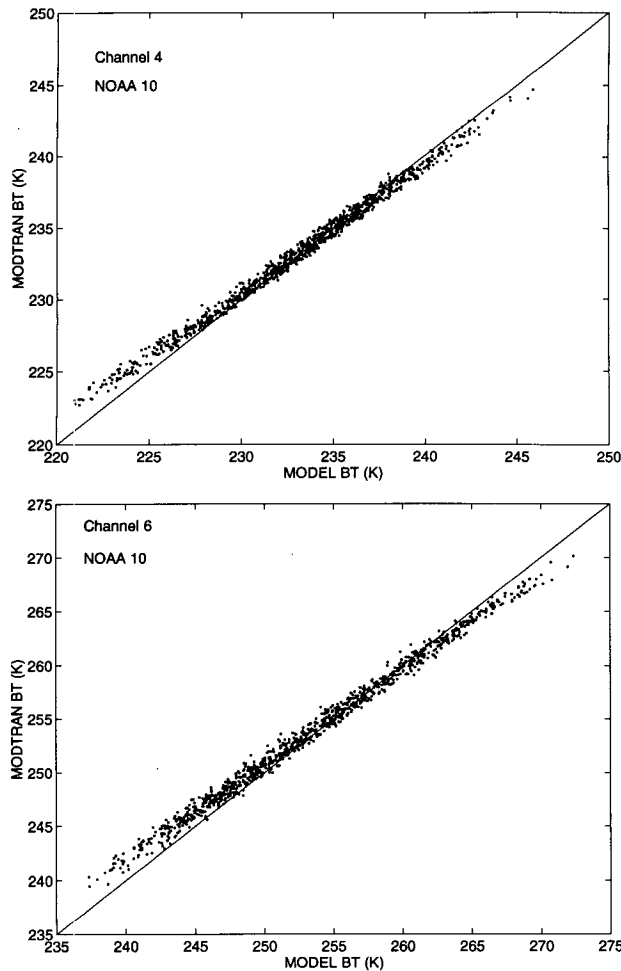 250
Channel 4
NOAA 10
245
240
235
230
225
220
MODTRAN BT (K)
220 225 230 235 240 245 250
MODEL BT (K)
275
Channel 6
NOAA 10
270
265
260
255
250
245
240
235
MODTRAN BT (K)
235 240 245 250 255 260 265 270 275
MODEL BT (K)